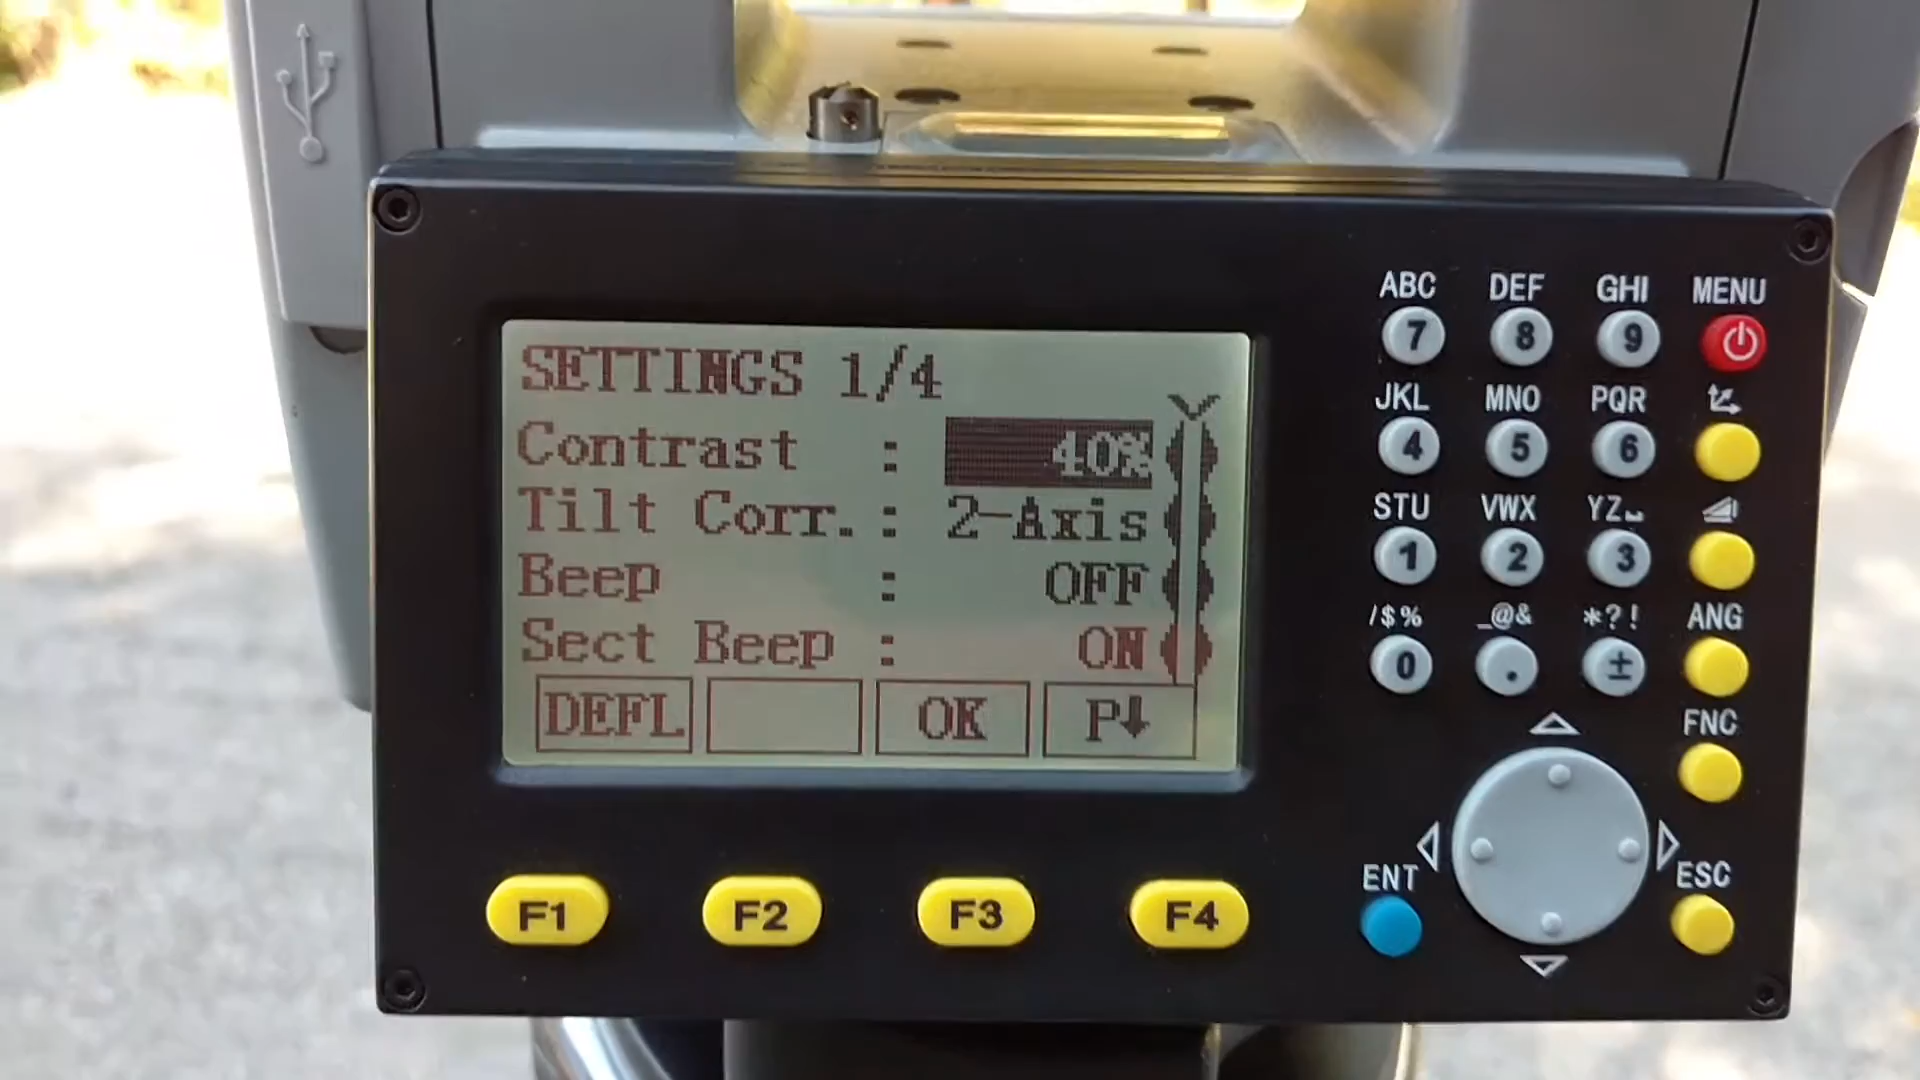 SETTINGS 1/4
Contrast : 40%
Tilt Corr. : 2-Axis
Beep : OFF
Sect Beep : ON
DEFL OK P↓
F1 F2 F3 F4
ABC DEF GHI MENU
7 8 9
JKL MNO PQR
4 5 6
STU VWX YZ␣
1 2 3
/$% _@& *?! ANG
0 . ±
FNC
ENT ESC